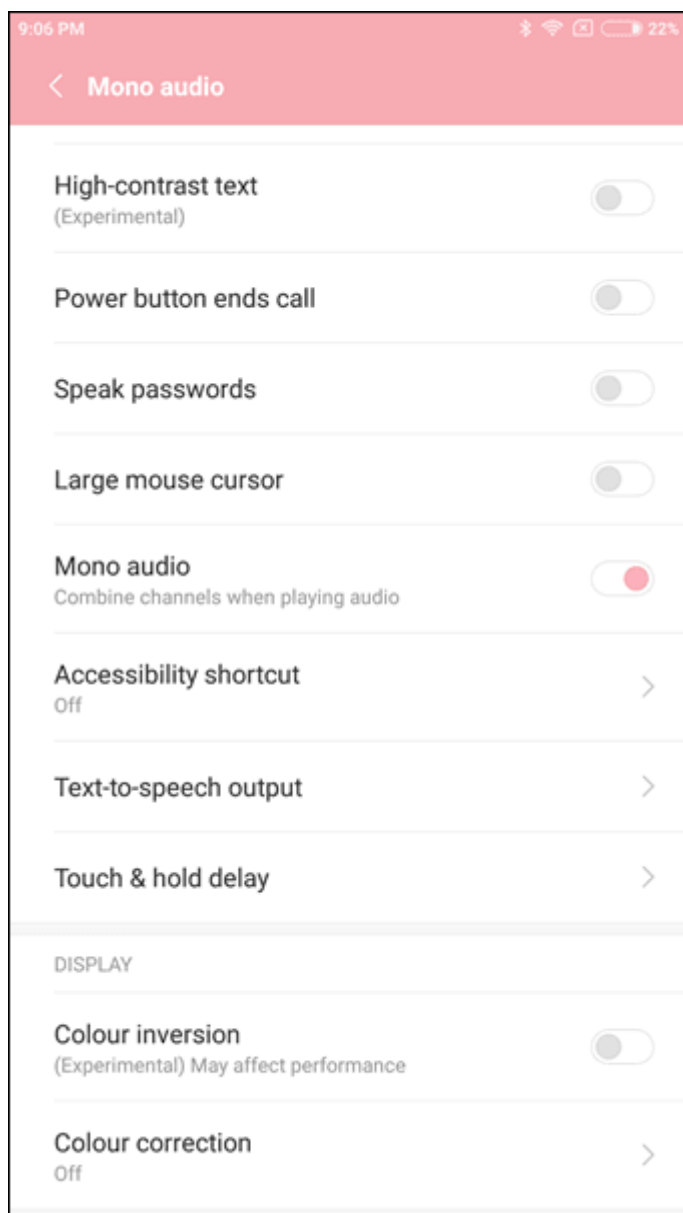 9:06 PM 22%
Mono audio
High-contrast text
(Experimental)
Power button ends call
Speak passwords
Large mouse cursor
Mono audio
Combine channels when playing audio
Accessibility shortcut
Off
Text-to-speech output
Touch & hold delay
DISPLAY
Colour inversion
(Experimental) May affect performance
Colour correction
Off